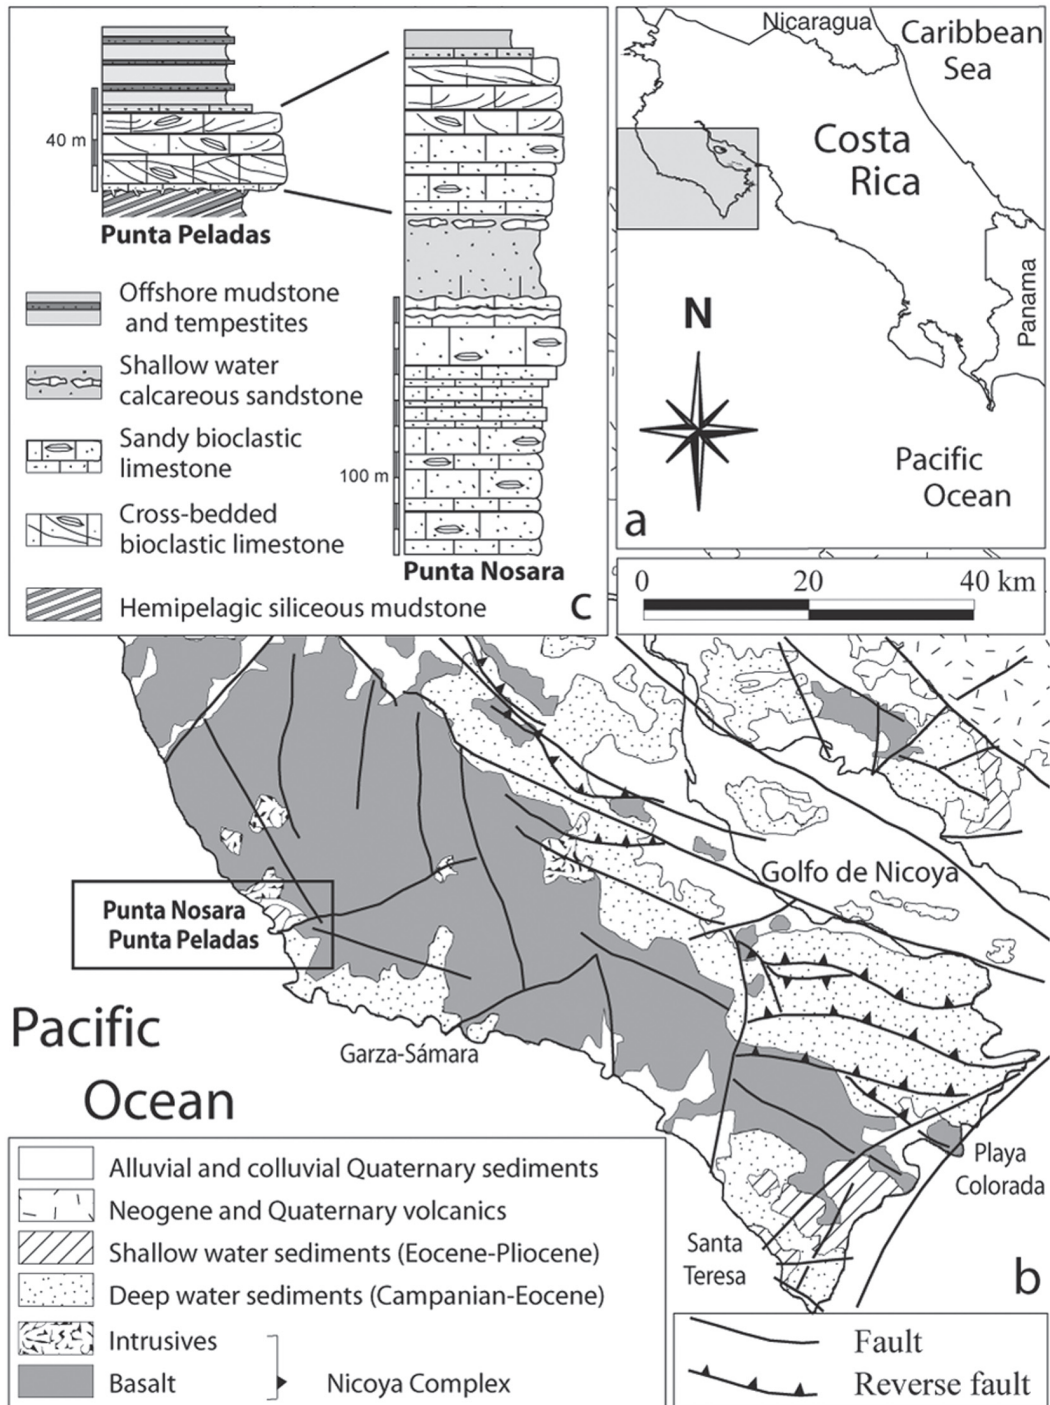 40 m
Punta Peladas
Offshore mudstone
and tempestites
Shallow water
calcareous sandstone
Sandy bioclastic
limestone
Cross-bedded
bioclastic limestone
Hemipelagic siliceous mudstone
100 m
Punta Nosara
c
Nicaragua
Caribbean
Sea
Costa
Rica
Panama
N
Pacific
Ocean
a
0 20 40 km
Golfo de Nicoya
Punta Nosara
Punta Peladas
Pacific
Ocean
Garza-Sámara
Playa
Colorada
Santa
Teresa
b
Alluvial and colluvial Quaternary sediments
Neogene and Quaternary volcanics
Shallow water sediments (Eocene-Pliocene)
Deep water sediments (Campanian-Eocene)
Intrusives
Basalt
Nicoya Complex
Fault
Reverse fault